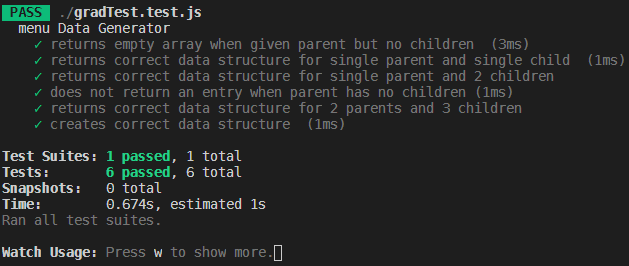 PASS ./gradTest.test.js
menu Data Generator
✓ returns empty array when given parent but no children (3ms)
✓ returns correct data structure for single parent and single child (1ms)
✓ returns correct data structure for single parent and 2 children
✓ does not return an entry when parent has no children (1ms)
✓ returns correct data structure for 2 parents and 3 children
✓ creates correct data structure (1ms)
Test Suites: 1 passed, 1 total
Tests: 6 passed, 6 total
Snapshots: 0 total
Time: 0.674s, estimated 1s
Ran all test suites.
Watch Usage: Press w to show more.